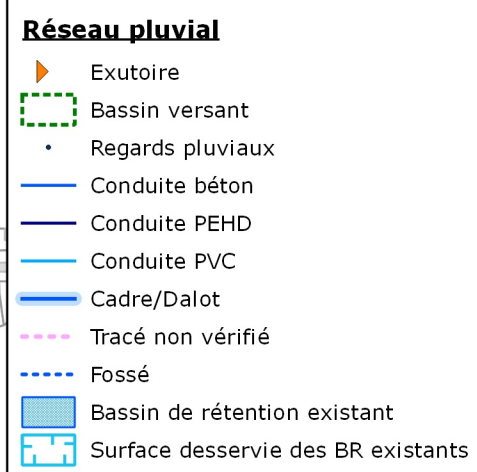 Réseau pluvial
Exutoire
Bassin versant
Regards pluviaux
Conduite béton
Conduite PEHD
Conduite PVC
Cadre/Dalot
Tracé non vérifié
Fossé
Bassin de rétention existant
Surface desservie des BR existants